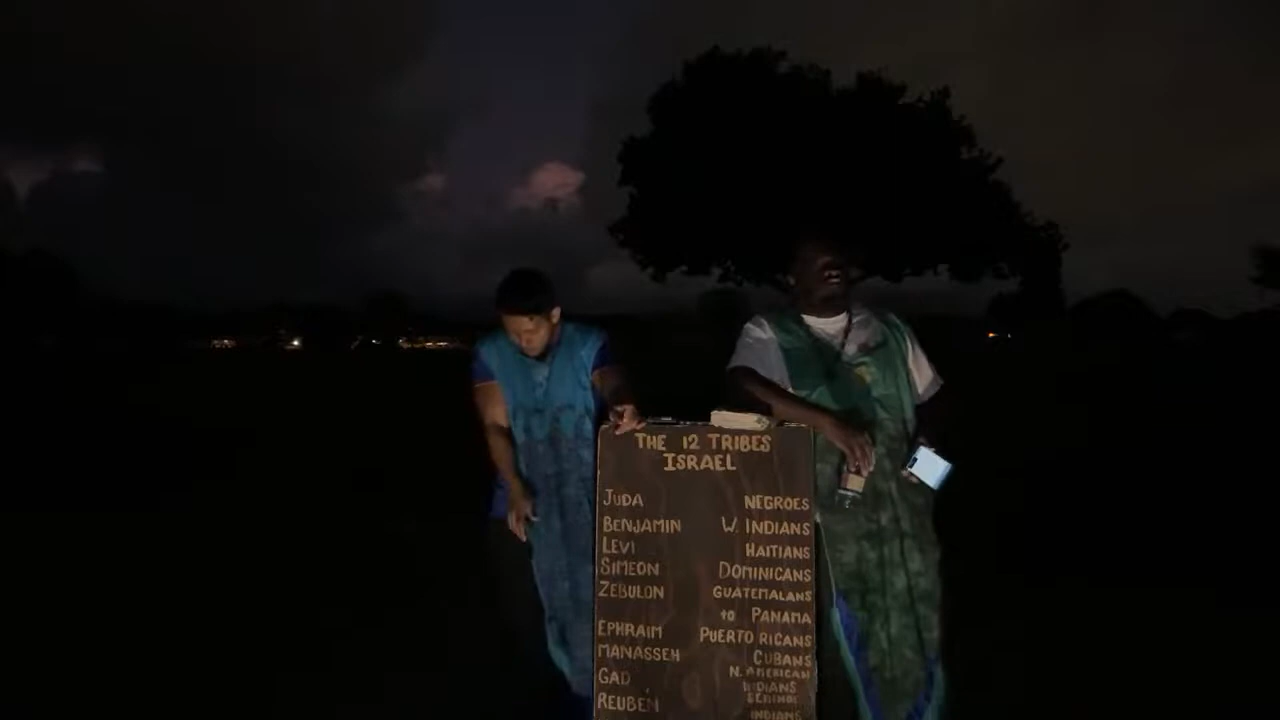 THE 12 TRIBES
ISRAEL
JUDA NEGROES
BENJAMIN W. INDIANS
LEVI HAITIANS
SIMEON DOMINICANS
ZEBULON GUATEMALANS
to PANAMA
EPHRAIM PUERTO RICANS
MANASSEH CUBANS
GAD N. AMERICAN
INDIANS
REUBEN SEMINOLE
INDIANS